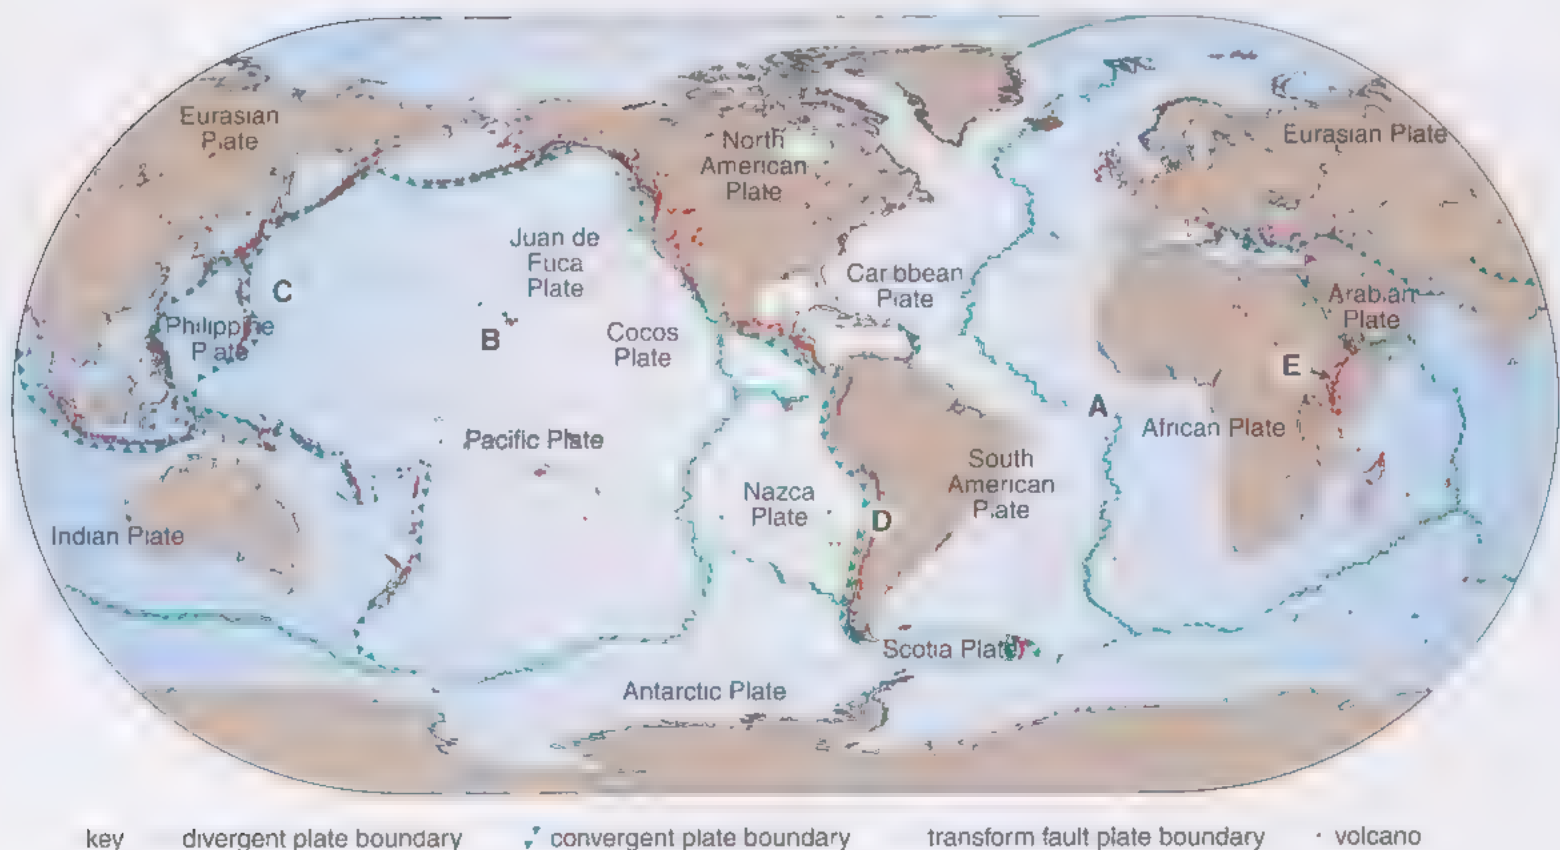 Eurasian
Plate
North
American
Plate
Eurasian Plate
Juan de
Fuca
Plate
Caribbean
Plate
Arabian
Plate
C
Philippine
Plate
B
Cocos
Plate
E
A
Pacific Plate
African Plate
South
American
Plate
Nazca
Plate
D
Indian Plate
Scotia Plate
Antarctic Plate
key divergent plate boundary convergent plate boundary transform fault plate boundary volcano